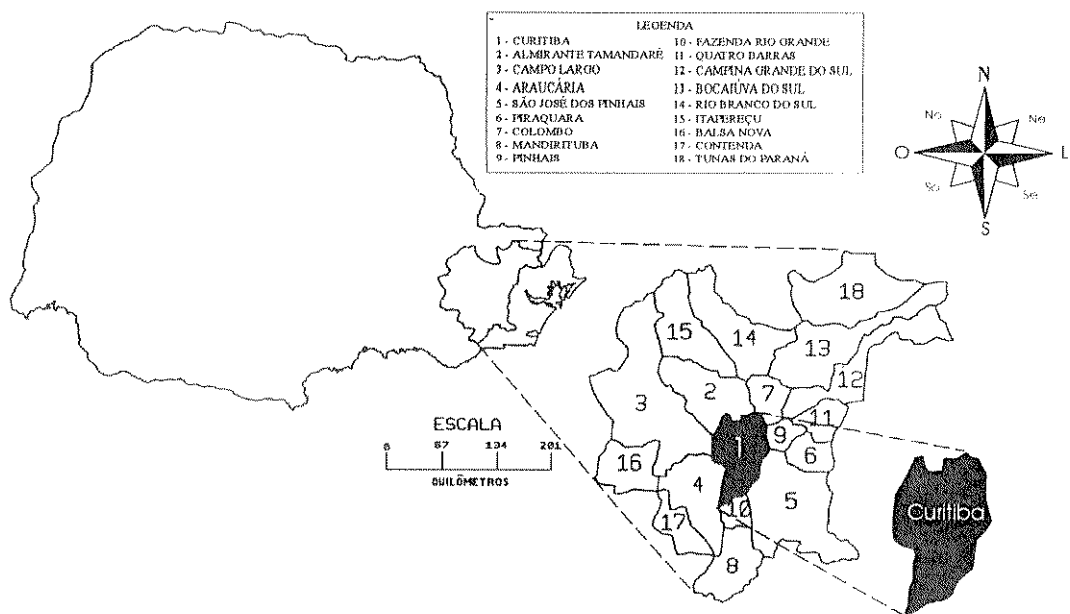 LEGENDA
1 - CURITIBA
2 - ALMIRANTE TAMANDARÉ
3 - CAMPO LARGO
4 - ARAUCÁRIA
5 - SÃO JOSÉ DOS PINHAIS
6 - PIRAQUARA
7 - COLOMBO
8 - MANDIRITUBA
9 - PINHAIS
10 - FAZENDA RIO GRANDE
11 - QUATRO BARRAS
12 - CAMPINA GRANDE DO SUL
13 - BOCAIÚVA DO SUL
14 - RIO BRANCO DO SUL
15 - ITAPEREÇU
16 - BALSA NOVA
17 - CONTENDA
18 - TUNAS DO PARANÁ
N
No Ne
O L
So Se
S
18
15 14 13
12
2 7
3 11
1 9
6
16
4 5
10
17
8
ESCALA
0 67 134 201
QUILÔMETROS
Curitiba